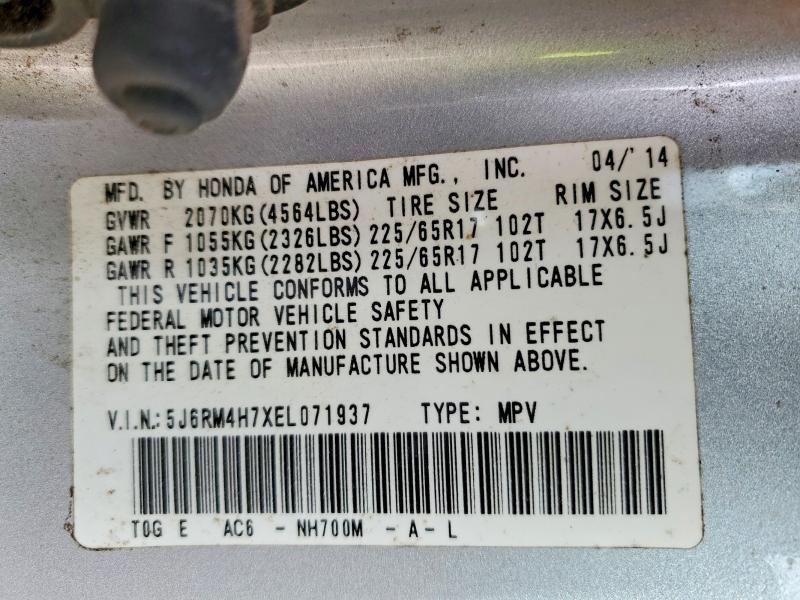 MFD. BY HONDA OF AMERICA MFG., INC. 04/'14
GVWR 2070KG(4564LBS) TIRE SIZE RIM SIZE
GAWR F 1055KG(2326LBS) 225/65R17 102T 17X6.5J
GAWR R 1035KG(2282LBS) 225/65R17 102T 17X6.5J
THIS VEHICLE CONFORMS TO ALL APPLICABLE
FEDERAL MOTOR VEHICLE SAFETY
AND THEFT PREVENTION STANDARDS IN EFFECT
ON THE DATE OF MANUFACTURE SHOWN ABOVE.
V.I.N.: 5J6RM4H7XEL071937 TYPE: MPV
T0G E AC6 - NH700M - A - L